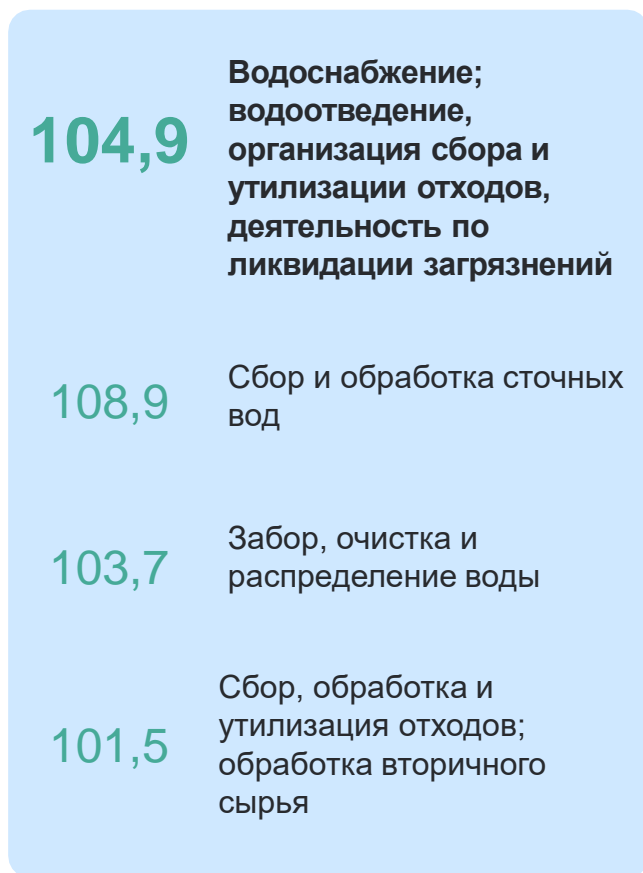 104,9
Водоснабжение;
водоотведение,
организация сбора и
утилизации отходов,
деятельность по
ликвидации загрязнений
108,9
Сбор и обработка сточных
вод
103,7
Забор, очистка и
распределение воды
101,5
Сбор, обработка и
утилизация отходов;
обработка вторичного
сырья